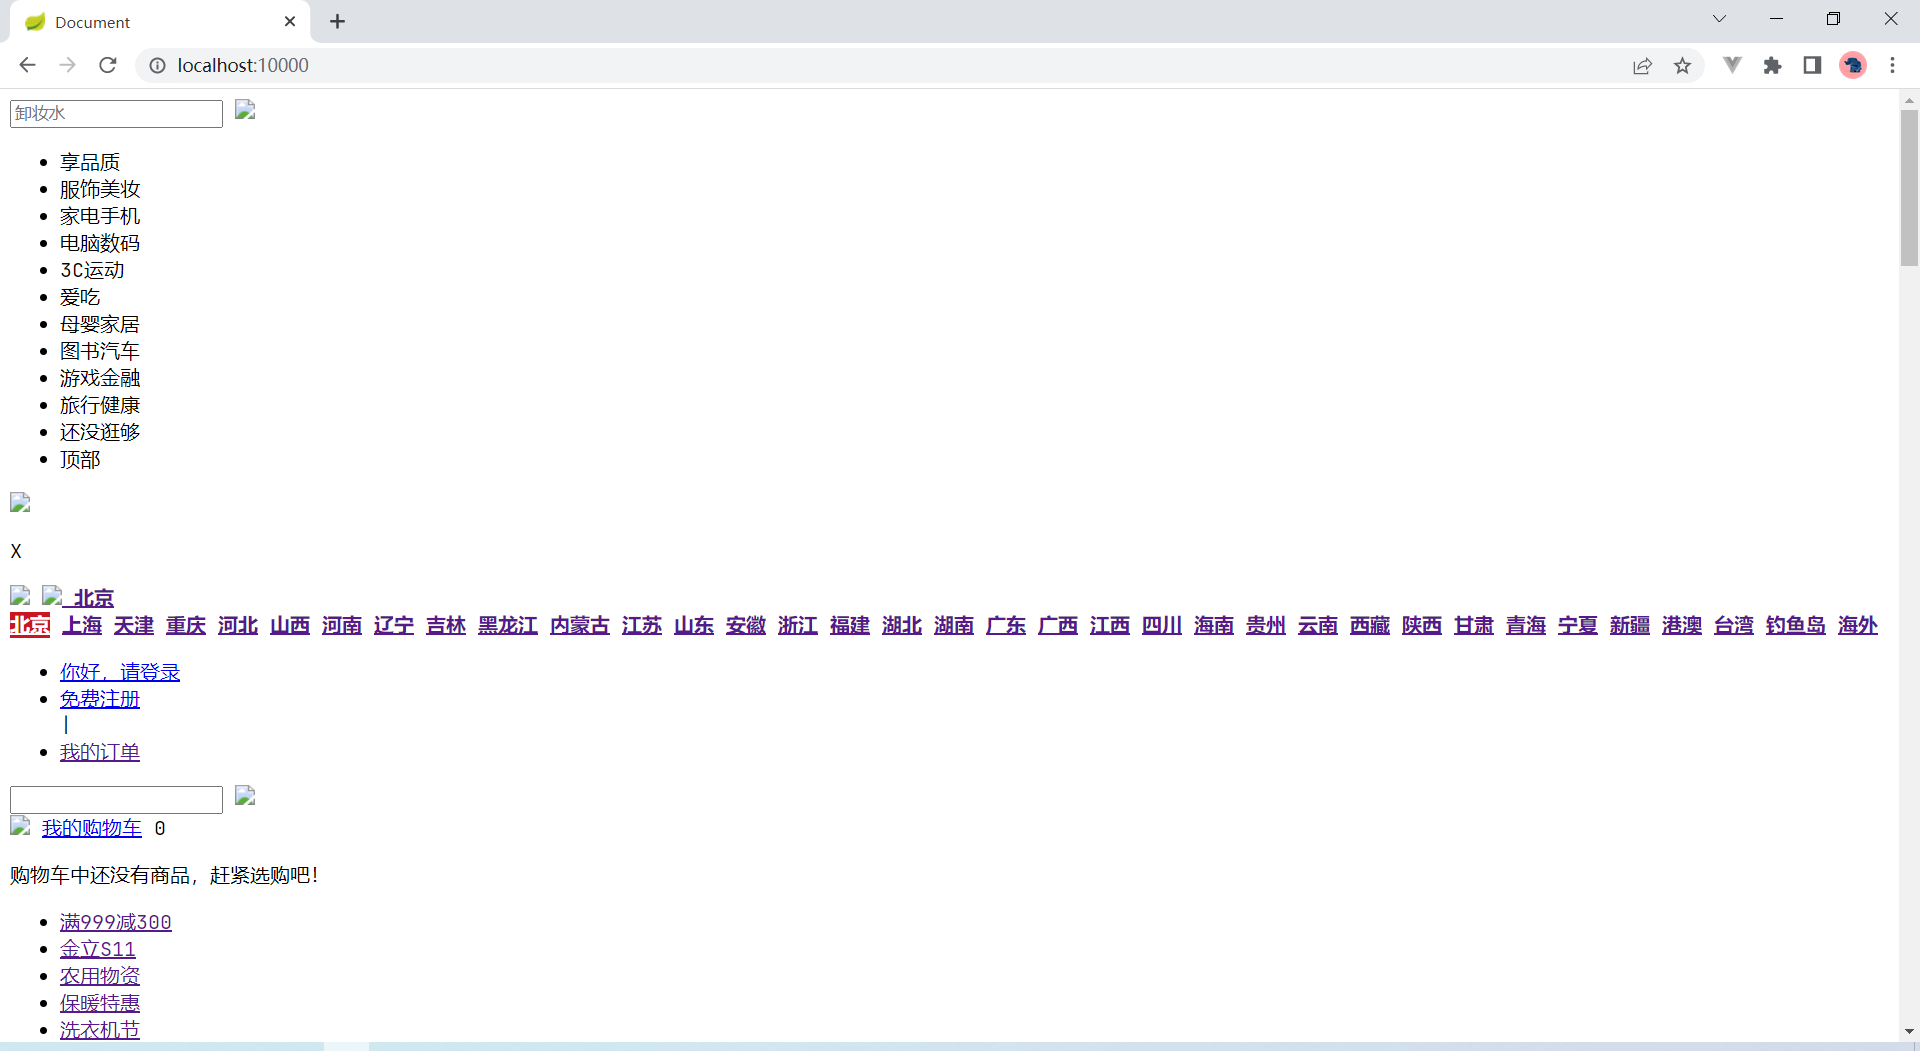 Document
localhost:10000
卸妆水
享品质
服饰美妆
家电手机
电脑数码
3C运动
爱吃
母婴家居
图书汽车
游戏金融
旅行健康
还没逛够
顶部
X
北京
北京 上海 天津 重庆 河北 山西 河南 辽宁 吉林 黑龙江 内蒙古 江苏 山东 安徽 浙江 福建 湖北 湖南 广东 广西 江西 四川 海南 贵州 云南 西藏 陕西 甘肃 青海 宁夏 新疆 港澳 台湾 钓鱼岛 海外
你好，请登录
免费注册
|
我的订单
我的购物车 0
购物车中还没有商品，赶紧选购吧！
满999减300
金立S11
农用物资
保暖特惠
洗衣机节